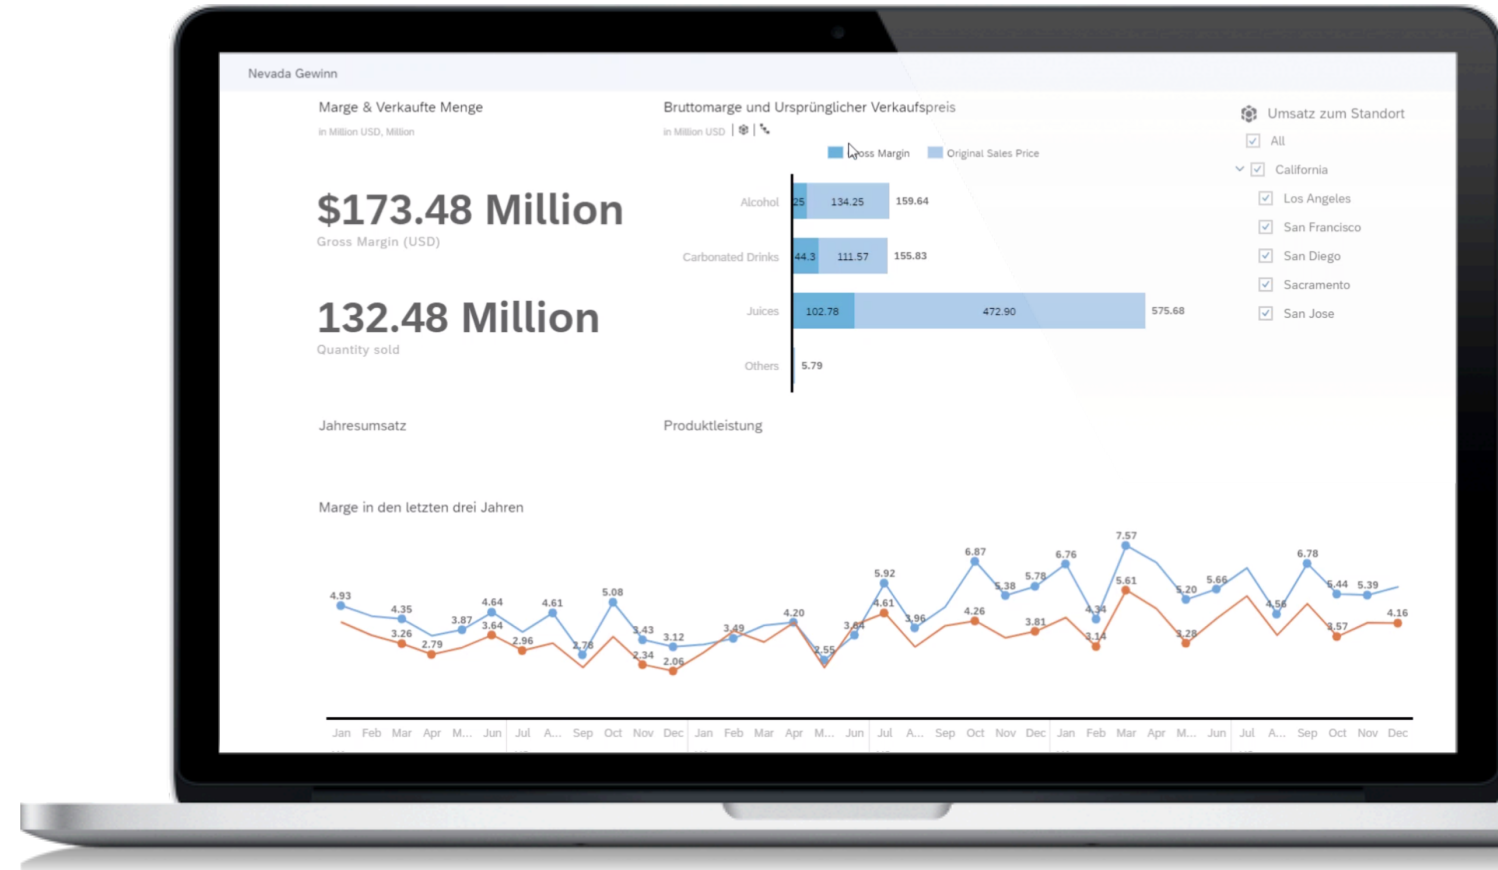 Nevada Gewinn
Marge & Verkaufte Menge
in Million USD, Million
$173.48 Million
Gross Margin (USD)
132.48 Million
Quantity sold
Bruttomarge und Ursprünglicher Verkaufspreis
in Million USD
Margin Original Sales Price
Alcohol 25 134.25 159.64
Carbonated Drinks 44.3 111.57 155.83
Juices 102.78 472.90 575.68
Others 5.79
Umsatz zum Standort
All
California
Los Angeles
San Francisco
San Diego
Sacramento
San Jose
Jahresumsatz
Produktleistung
Marge in den letzten drei Jahren
4.93 4.35 3.87 4.64 4.61 2.78 5.08 3.43 3.12 3.49 4.20 2.55 5.92 3.96 6.87 5.38 5.78 6.76 4.34 7.57 5.20 5.66 4.56 6.78 5.44 5.39
3.26 2.79 3.64 2.96 2.34 2.06 4.61 4.26 3.81 3.14 5.61 3.28 3.57 4.16
Jan Feb Mar Apr M... Jun Jul A... Sep Oct Nov Dec Jan Feb Mar Apr M... Jun Jul A... Sep Oct Nov Dec Jan Feb Mar Apr M... Jun Jul A... Sep Oct Nov Dec